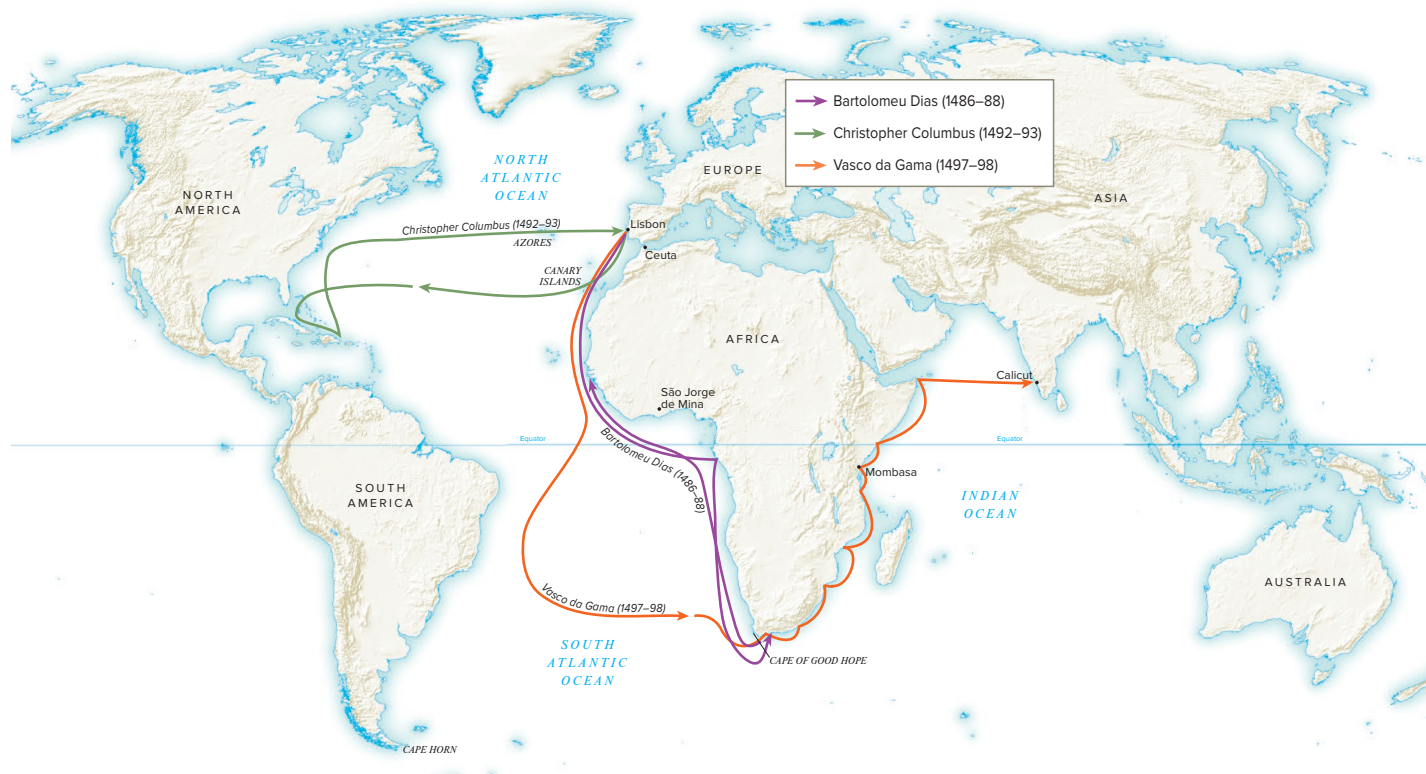 Bartolomeu Dias (1486–88)
Christopher Columbus (1492–93)
Vasco da Gama (1497–98)
NORTH
ATLANTIC
OCEAN
EUROPE
NORTH
AMERICA
ASIA
Christopher Columbus (1492–93)
Lisbon
AZORES
Ceuta
CANARY
ISLANDS
AFRICA
Calicut
São Jorge
de Mina
Equator
Equator
Bartolomeu Dias (1486–88)
Mombasa
SOUTH
AMERICA
INDIAN
OCEAN
AUSTRALIA
Vasco da Gama (1497–98)
SOUTH
ATLANTIC
OCEAN
CAPE OF GOOD HOPE
CAPE HORN